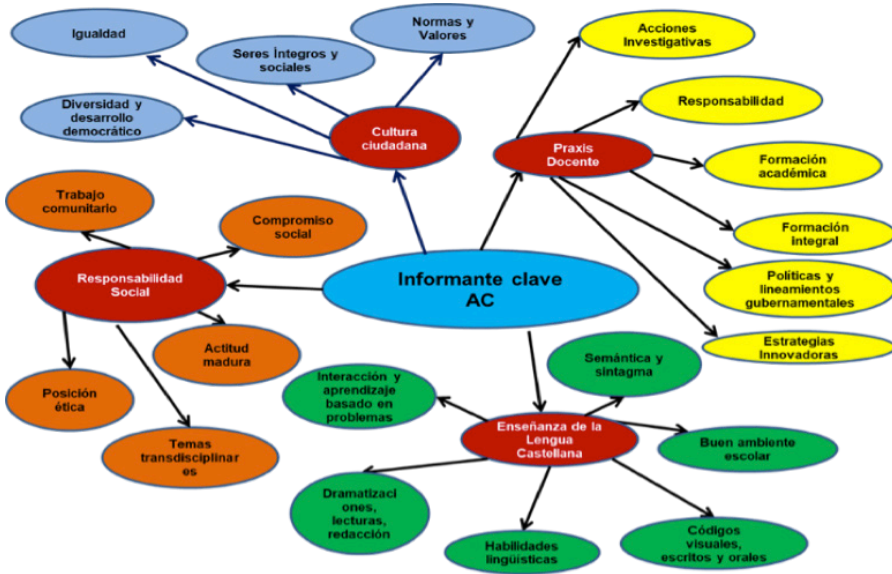 Igualdad
Seres Íntegros y
sociales
Normas y
Valores
Diversidad y
desarrollo
democrático
Cultura
ciudadana
Acciones
Investigativas
Responsabilidad
Praxis
Docente
Formación
académica
Formación
integral
Políticas y
lineamientos
gubernamentales
Estrategias
Innovadoras
Trabajo
comunitario
Compromiso
social
Responsabilidad
Social
Informante clave
AC
Actitud
madura
Posición
ética
Temas
transdisciplinar
es
Interacción y
aprendizaje
basado en
problemas
Semántica y
sintagma
Enseñanza de la
Lengua
Castellana
Buen ambiente
escolar
Dramatizaci
ones,
lecturas,
redacción
Habilidades
lingüísticas
Códigos
visuales,
escritos y orales